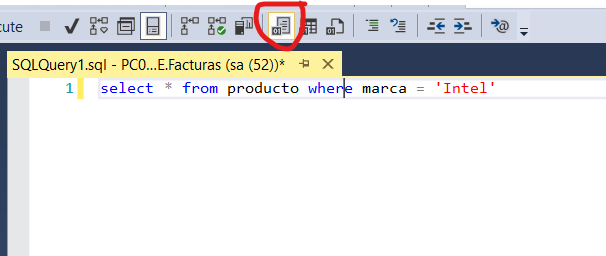 cute
SQLQuery1.sql - PC0...E.Facturas (sa (52))*
1 select * from producto where marca = 'Intel'